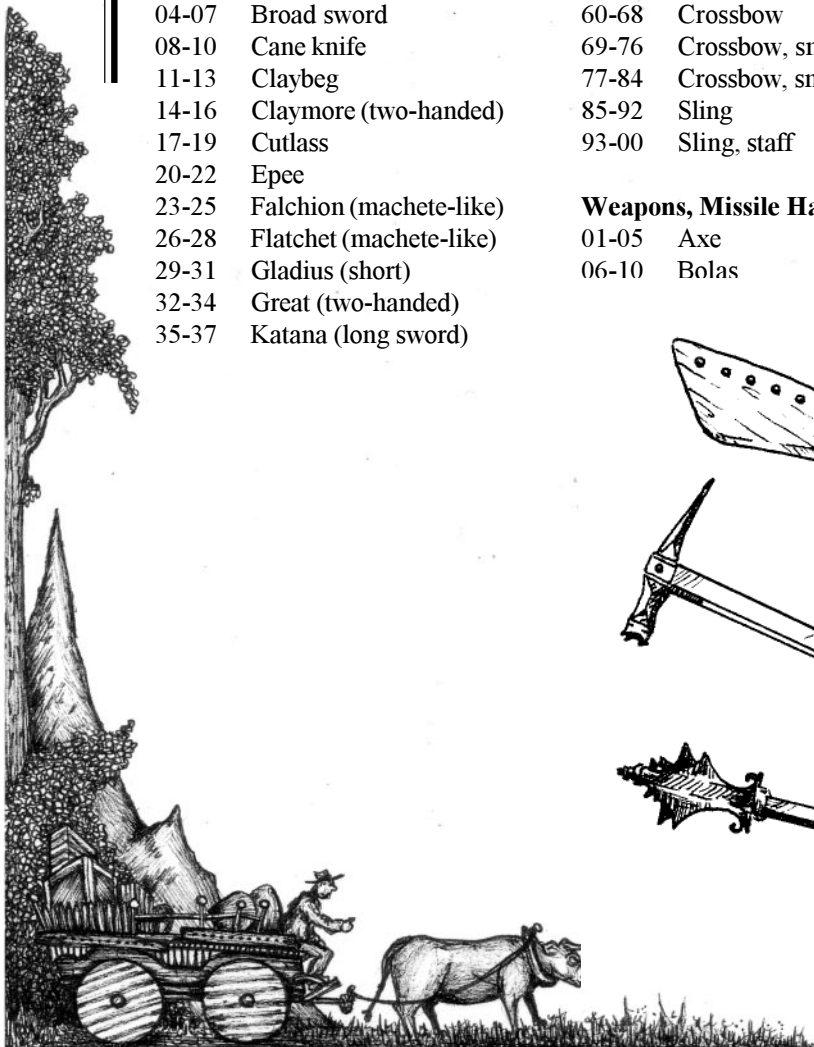 04-07 Broad sword
08-10 Cane knife
11-13 Claybeg
14-16 Claymore (two-handed)
17-19 Cutlass
20-22 Epee
23-25 Falchion (machete-like)
26-28 Flatchet (machete-like)
29-31 Gladius (short)
32-34 Great (two-handed)
35-37 Katana (long sword)
60-68 Crossbow
69-76 Crossbow,
77-84 Crossbow,
85-92 Sling
93-00 Sling, staff
Weapons, Missile
01-05 Axe
06-10 Bolas